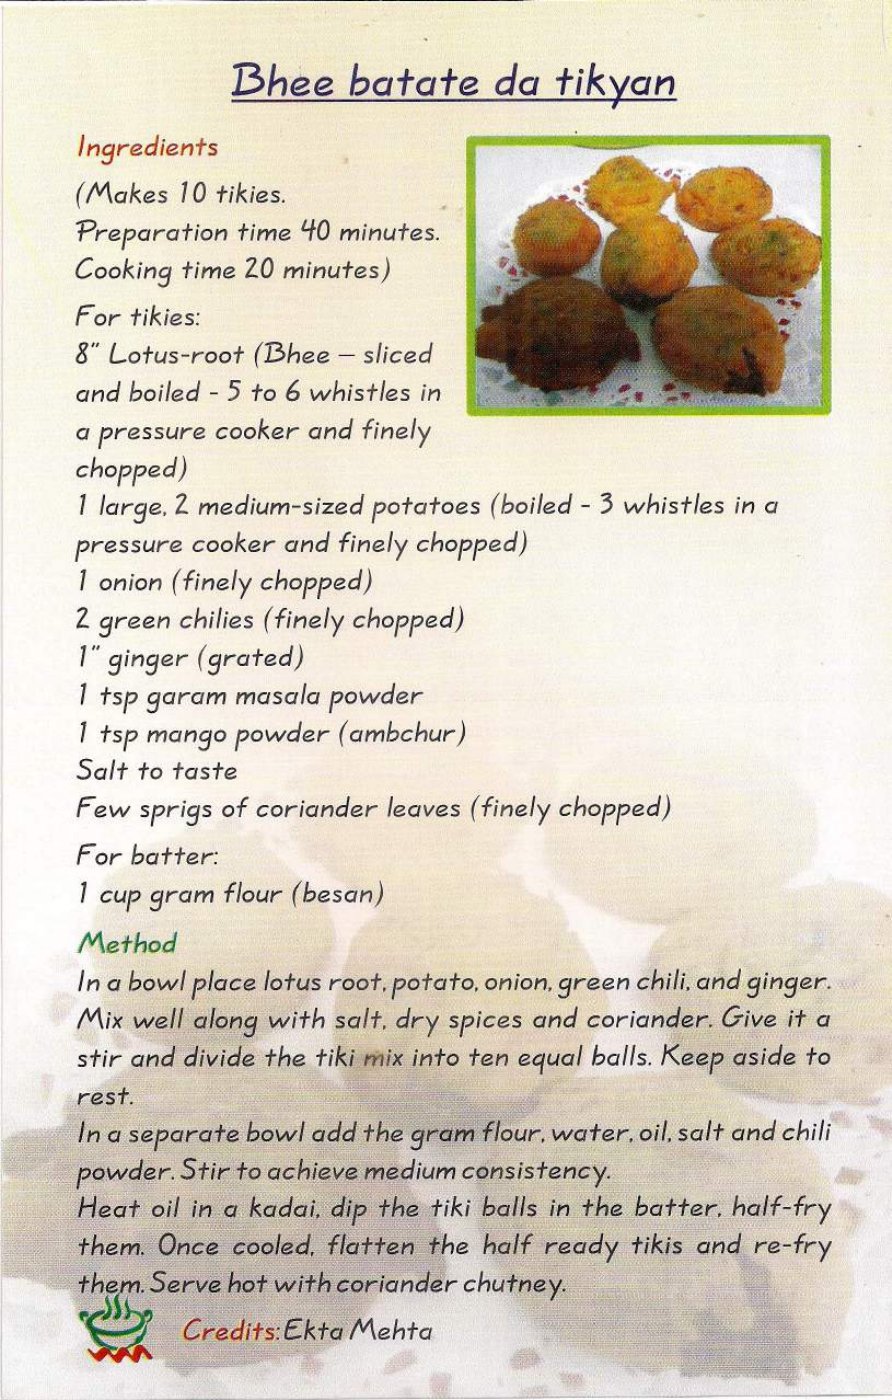 Bhee batate da tikyan
Ingredients
(Makes 10 tikies.
Preparation time 40 minutes.
Cooking time 20 minutes)
For tikies:
8" Lotus-root (Bhee – sliced
and boiled - 5 to 6 whistles in
a pressure cooker and finely
chopped)
1 large, 2 medium-sized potatoes (boiled - 3 whistles in a
pressure cooker and finely chopped)
1 onion (finely chopped)
2 green chilies (finely chopped)
1" ginger (grated)
1 tsp garam masala powder
1 tsp mango powder (ambchur)
Salt to taste
Few sprigs of coriander leaves (finely chopped)
For batter:
1 cup gram flour (besan)
Method
In a bowl place lotus root, potato, onion, green chili, and ginger.
Mix well along with salt, dry spices and coriander. Give it a
stir and divide the tiki mix into ten equal balls. Keep aside to
rest.
In a separate bowl add the gram flour, water, oil, salt and chili
powder. Stir to achieve medium consistency.
Heat oil in a kadai, dip the tiki balls in the batter, half-fry
them. Once cooled, flatten the half ready tikis and re-fry
them. Serve hot with coriander chutney.
Credits: Ekta Mehta